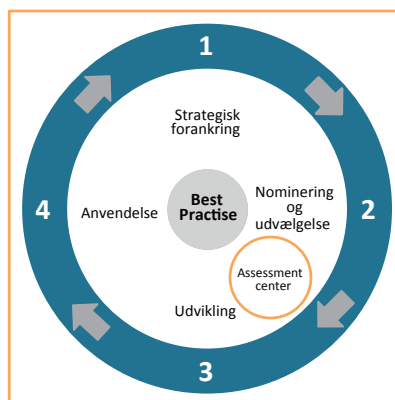 1
Strategisk
forankring
2
Nominering
og
udvælgelse
Assessment
center
3
Udvikling
4
Anvendelse
Best
Practise